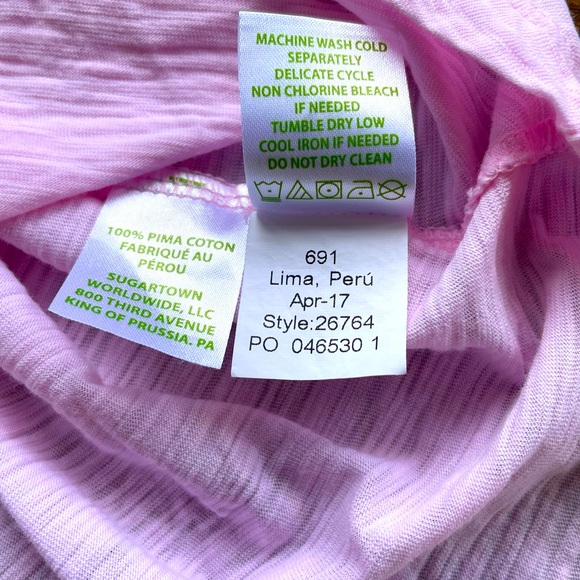 MACHINE WASH COLD
SEPARATELY
DELICATE CYCLE
NON CHLORINE BLEACH
IF NEEDED
TUMBLE DRY LOW
COOL IRON IF NEEDED
DO NOT DRY CLEAN
100% PIMA COTON
FABRIQUÉ AU
PÉROU
SUGARTOWN
WORLDWIDE, LLC
800 THIRD AVENUE
KING OF PRUSSIA. PA
691
Lima, Perú
Apr-17
Style:26764
PO 046530 1